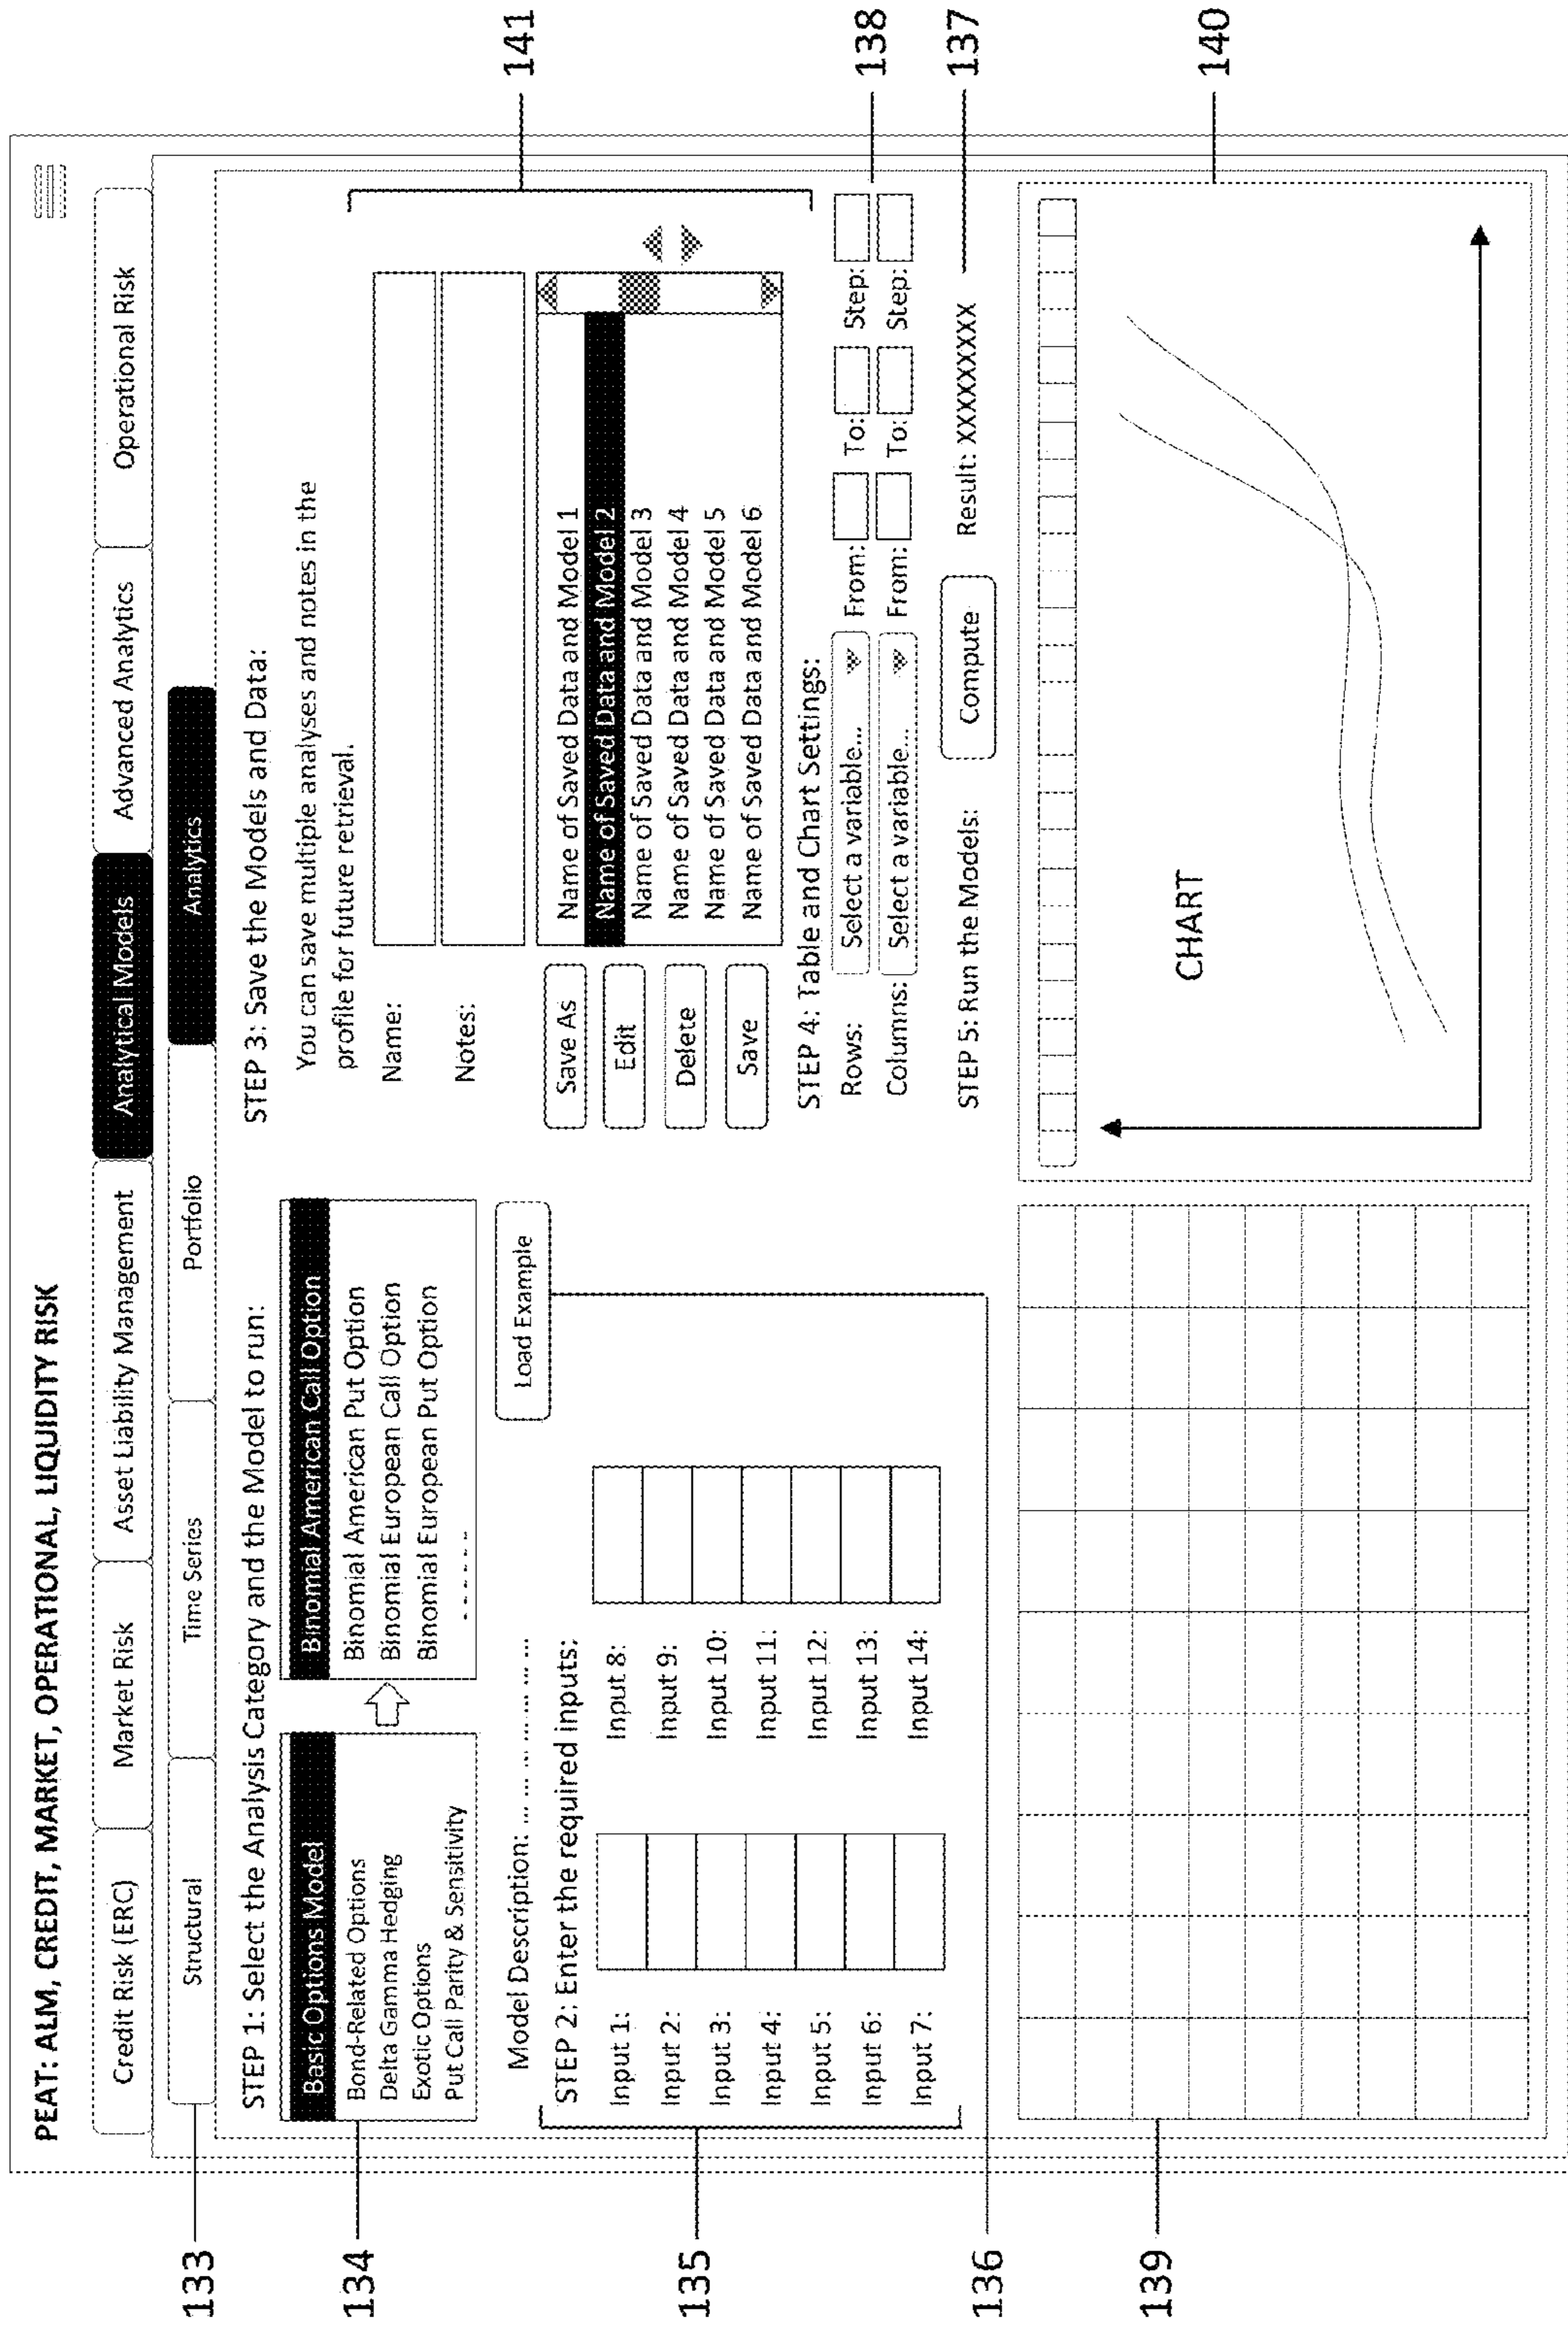 PEAT: ALM, CREDIT, MARKET, OPERATIONAL, LIQUIDITY RISK
Credit Risk (ERC)
Market Risk
Asset Liability Management
Analytical Models
Advanced Analytics
Operational Risk
Structural
Time Series
Portfolio
Analytics
133
STEP 1: Select the Analysis Category and the Model to run:
Basic Options Model
Bond-Related Options
Delta Gamma Hedging
Exotic Options
Put Call Parity & Sensitivity
134
Binomial American Call Option
Binomial American Put Option
Binomial European Call Option
Binomial European Put Option
Model Description: ... ... ... ... ... ...
Load Example
STEP 2: Enter the required inputs:
Input 1:
Input 2:
Input 3:
Input 4:
Input 5:
Input 6:
Input 7:
Input 8:
Input 9:
Input 10:
Input 11:
Input 12:
Input 13:
Input 14:
135
136
STEP 3: Save the Models and Data:
You can save multiple analyses and notes in the
profile for future retrieval.
Name:
Notes:
Save As
Edit
Delete
Save
Name of Saved Data and Model 1
Name of Saved Data and Model 2
Name of Saved Data and Model 3
Name of Saved Data and Model 4
Name of Saved Data and Model 5
Name of Saved Data and Model 6
141
STEP 4: Table and Chart Settings:
Rows: Select a variable... From: To: Step:
Columns: Select a variable... From: To: Step:
138
STEP 5: Run the Models: Compute Result: XXXXXXXX
137
139
CHART
140